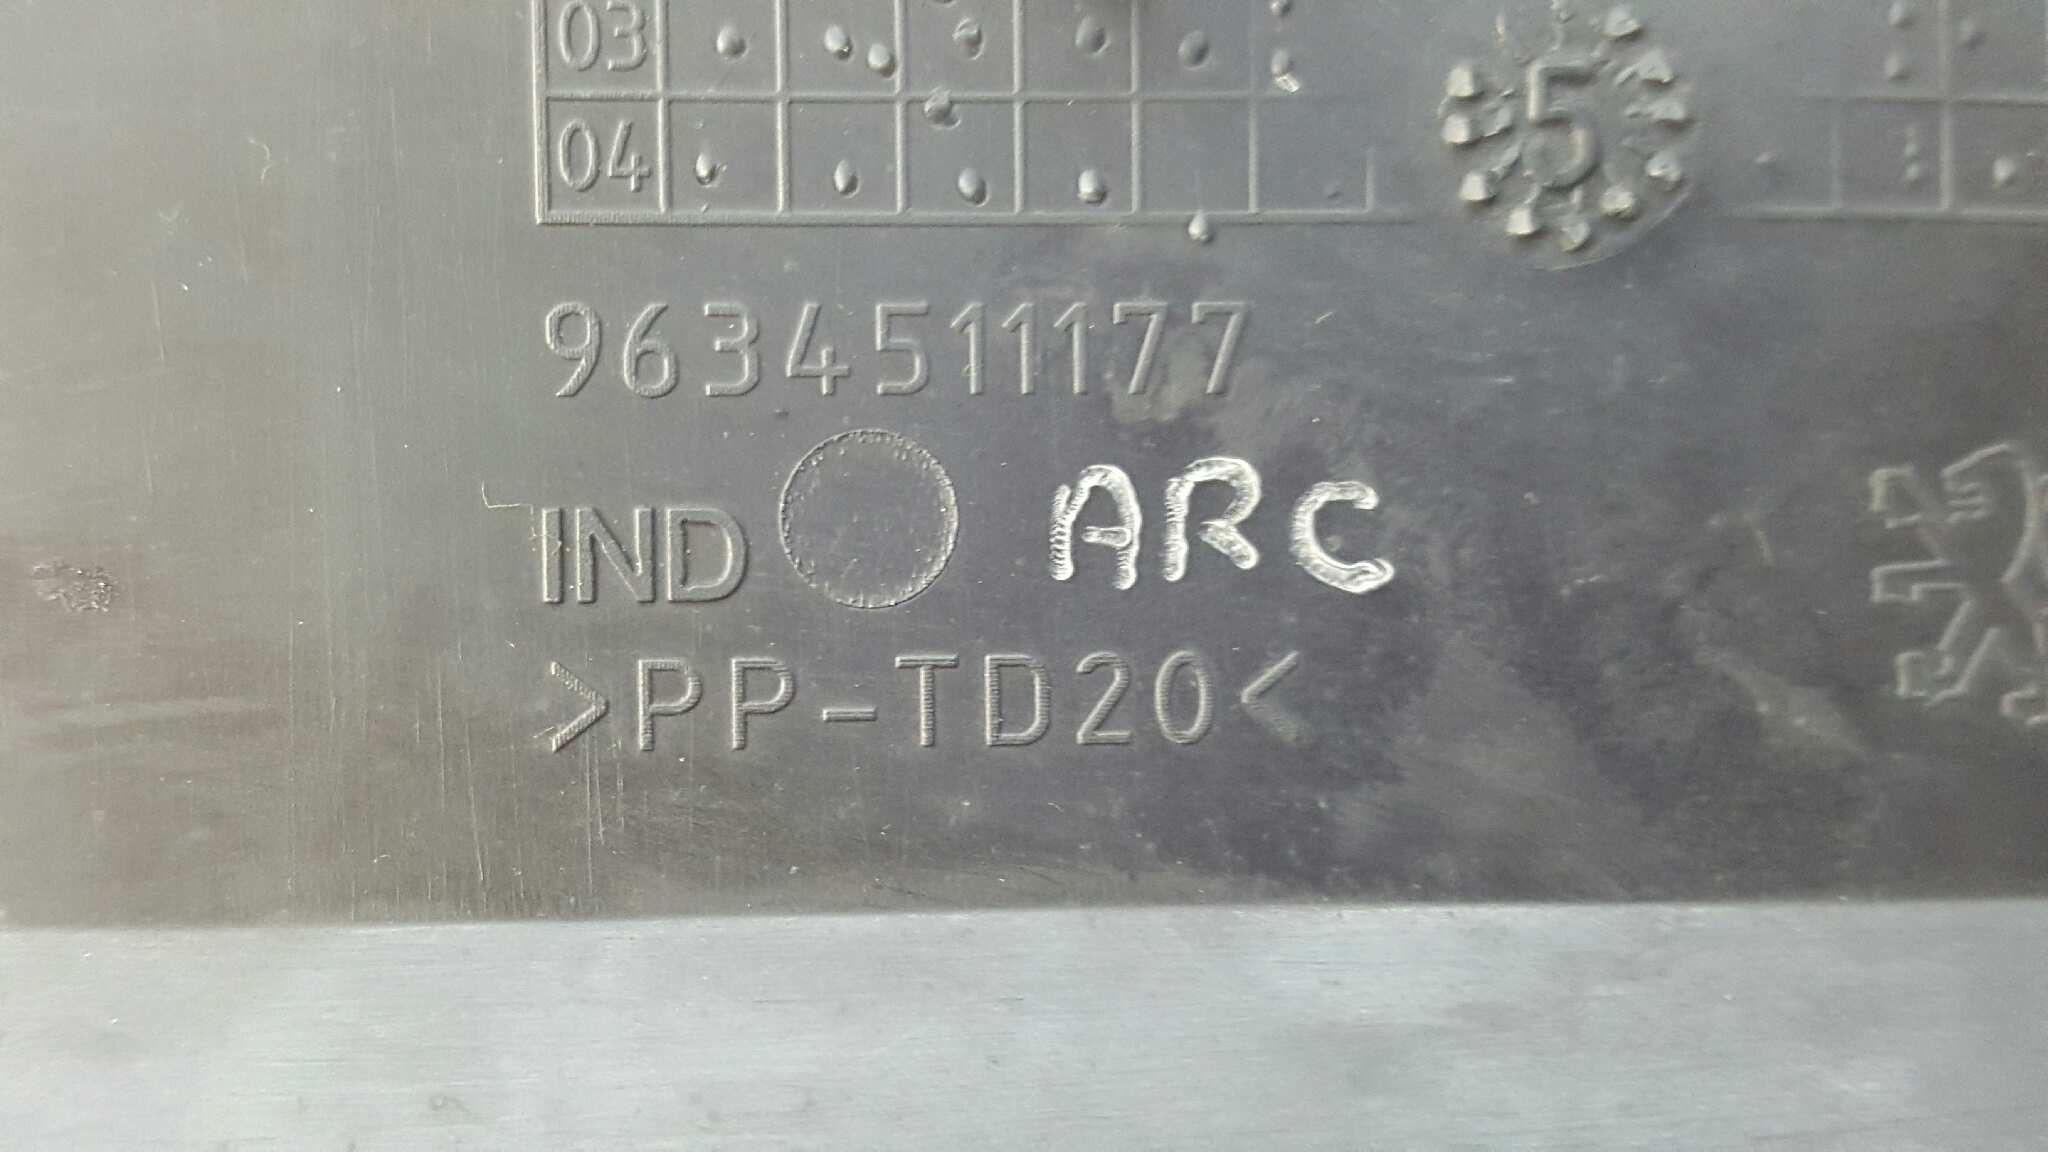 03
04
5
9634511177
IND ARC
>PP-TD20<